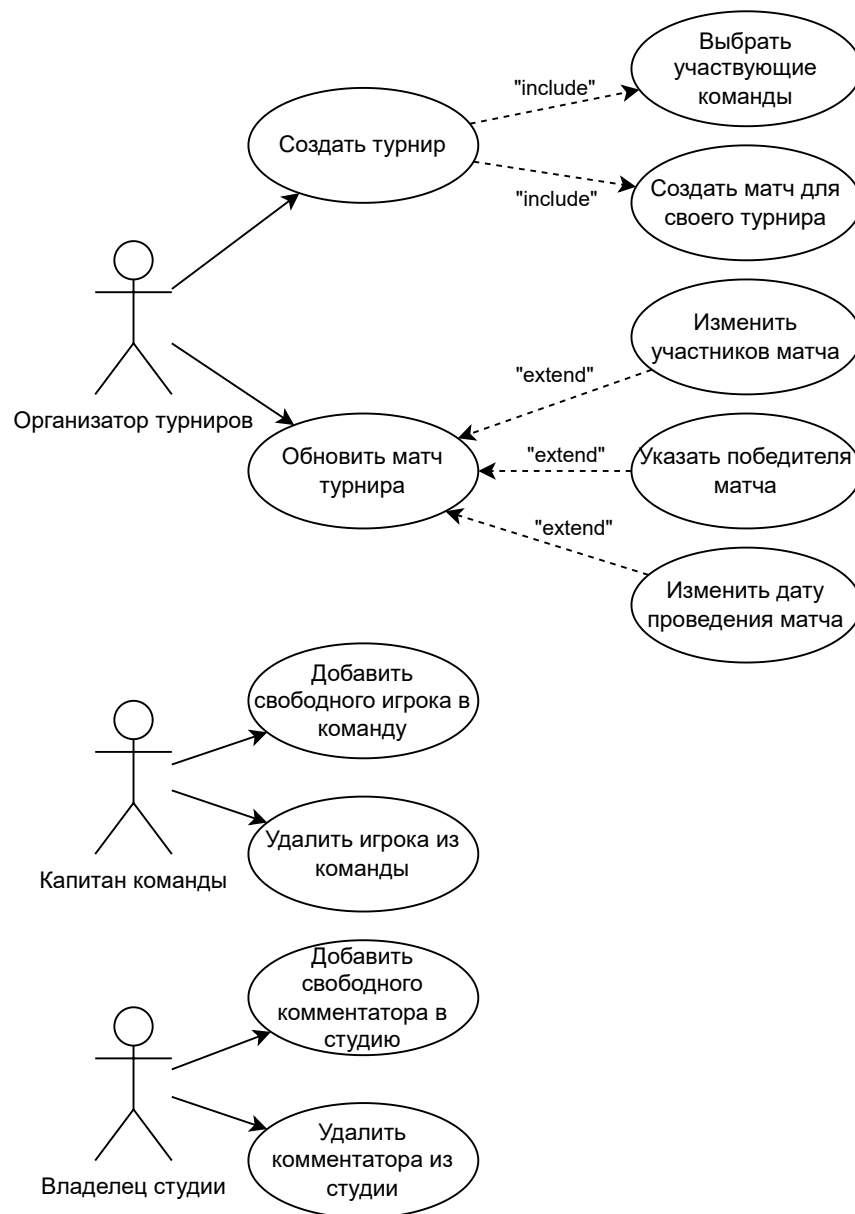 Выбрать
участвующие
команды
"include"
Создать турнир
"include"
Создать матч для
своего турнира
Организатор турниров
Изменить
участников матча
"extend"
Обновить матч
турнира
"extend"
Указать победителя
матча
"extend"
Изменить дату
проведения матча
Добавить
свободного игрока в
команду
Удалить игрока из
команды
Капитан команды
Добавить
свободного
комментатора в
студию
Удалить
комментатора из
студии
Владелец студии